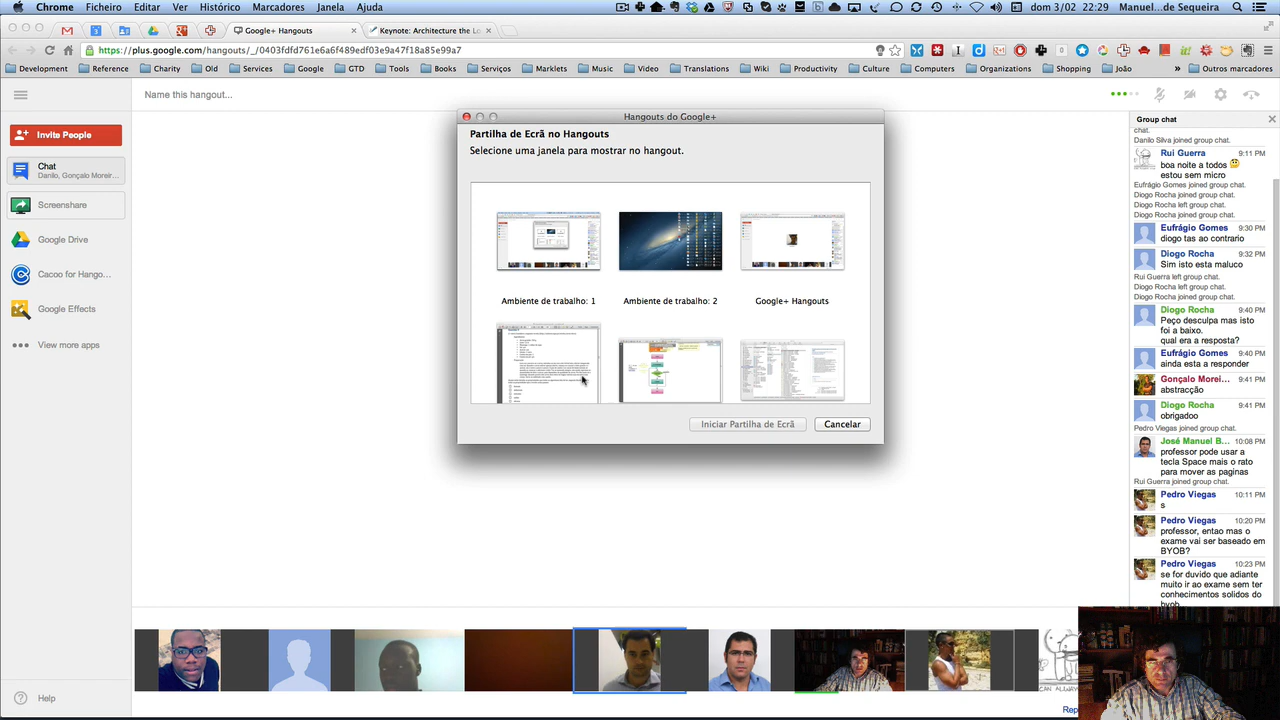 Chrome Ficheiro Editar Ver Histórico Marcadores Janela Ajuda dom 3/02 22:29 Manuel...de Sequeira
Google+ Hangouts
Keynote: Architecture the Lo
https://plus.google.com/hangouts/_/0403fdfd761e6a6f489edf03e9a47f18a85e99a7
Development Reference Charity Old Services Google GTD Tools Books Serviços Marklets Music Video Translations Wiki Productivity Culture Computers Organizations Shopping João » Outros marcadores
Name this hangout...
Invite People
Chat
Danilo, Gonçalo Moreir...
Screenshare
Google Drive
Cacoo for Hango...
Google Effects
View more apps
Help
Hangouts do Google+
Partilha de Ecrã no Hangouts
Selecione uma janela para mostrar no hangout.
Ambiente de trabalho: 1
Ambiente de trabalho: 2
Google+ Hangouts
Iniciar Partilha de Ecrã
Cancelar
Group chat
chat.
Danilo Silva joined group chat.
Rui Guerra 9:11 PM
boa noite a todos
estou sem micro
Eufrágio Gomes joined group chat.
Diogo Rocha joined group chat.
Diogo Rocha left group chat.
Diogo Rocha joined group chat.
Eufrágio Gomes 9:30 PM
diogo tas ao contrario
Diogo Rocha 9:32 PM
Sim isto esta maluco
Rui Guerra left group chat.
Diogo Rocha left group chat.
Diogo Rocha joined group chat.
Diogo Rocha 9:40 PM
Peço desculpa mas isto
foi a baixo.
qual era a resposta?
Eufrágio Gomes 9:40 PM
ainda esta a responder
Gonçalo Morei... 9:41 PM
abstracção
Diogo Rocha 9:41 PM
obrigadoo
Pedro Viegas joined group chat.
José Manuel B... 10:08 PM
professor pode usar a
tecla Space mais o rato
para mover as paginas
Rui Guerra joined group chat.
Pedro Viegas 10:11 PM
s
Pedro Viegas 10:20 PM
professor, entao mas o
exame vai ser baseado em
BYOB?
Pedro Viegas 10:23 PM
se for duvido que adiante
muito ir ao exame sem ter
conhecimentos solidos do
byob
CAN ALWAY
Rep